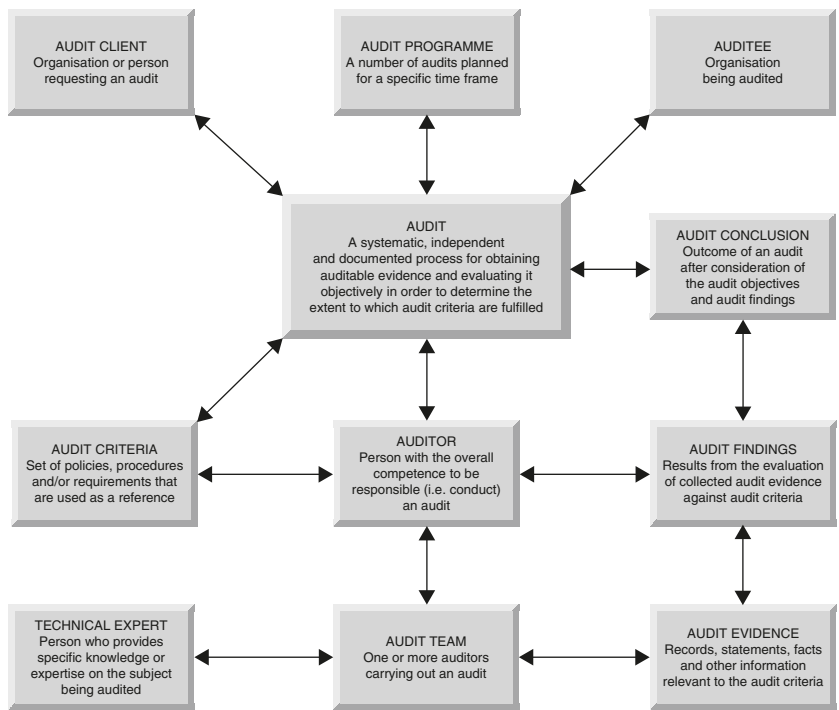 AUDIT CLIENT
Organisation or person
requesting an audit
AUDIT PROGRAMME
A number of audits planned
for a specific time frame
AUDITEE
Organisation
being audited
AUDIT
A systematic, independent
and documented process for obtaining
auditable evidence and evaluating it
objectively in order to determine the
extent to which audit criteria are fulfilled
AUDIT CONCLUSION
Outcome of an audit
after consideration of
the audit objectives
and audit findings
AUDIT CRITERIA
Set of policies, procedures
and/or requirements that
are used as a reference
AUDITOR
Person with the overall
competence to be
responsible (i.e. conduct)
an audit
AUDIT FINDINGS
Results from the evaluation
of collected audit evidence
against audit criteria
TECHNICAL EXPERT
Person who provides
specific knowledge or
expertise on the subject
being audited
AUDIT TEAM
One or more auditors
carrying out an audit
AUDIT EVIDENCE
Records, statements, facts
and other information
relevant to the audit criteria